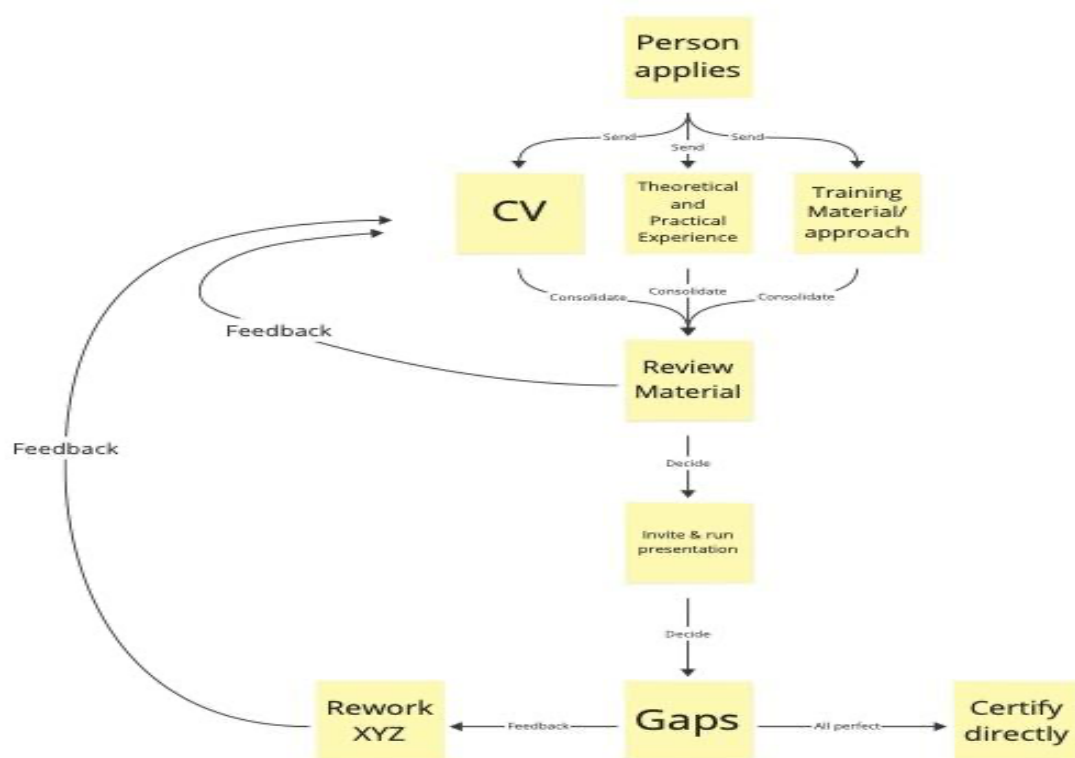 Person
applies
Send
Send
Send
CV
Theoretical
and
Practical
Experience
Training
Material/
approach
Consolidate
Consolidate
Consolidate
Feedback
Review
Material
Feedback
Decide
Invite & run
presentation
Decide
Rework
XYZ
Feedback
Gaps
All perfect
Certify
directly